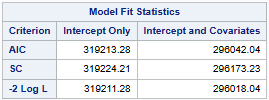 Model Fit Statistics
Criterion Intercept Only Intercept and Covariates
AIC 319213.28 296042.04
SC 319224.21 296173.23
-2 Log L 319211.28 296018.04